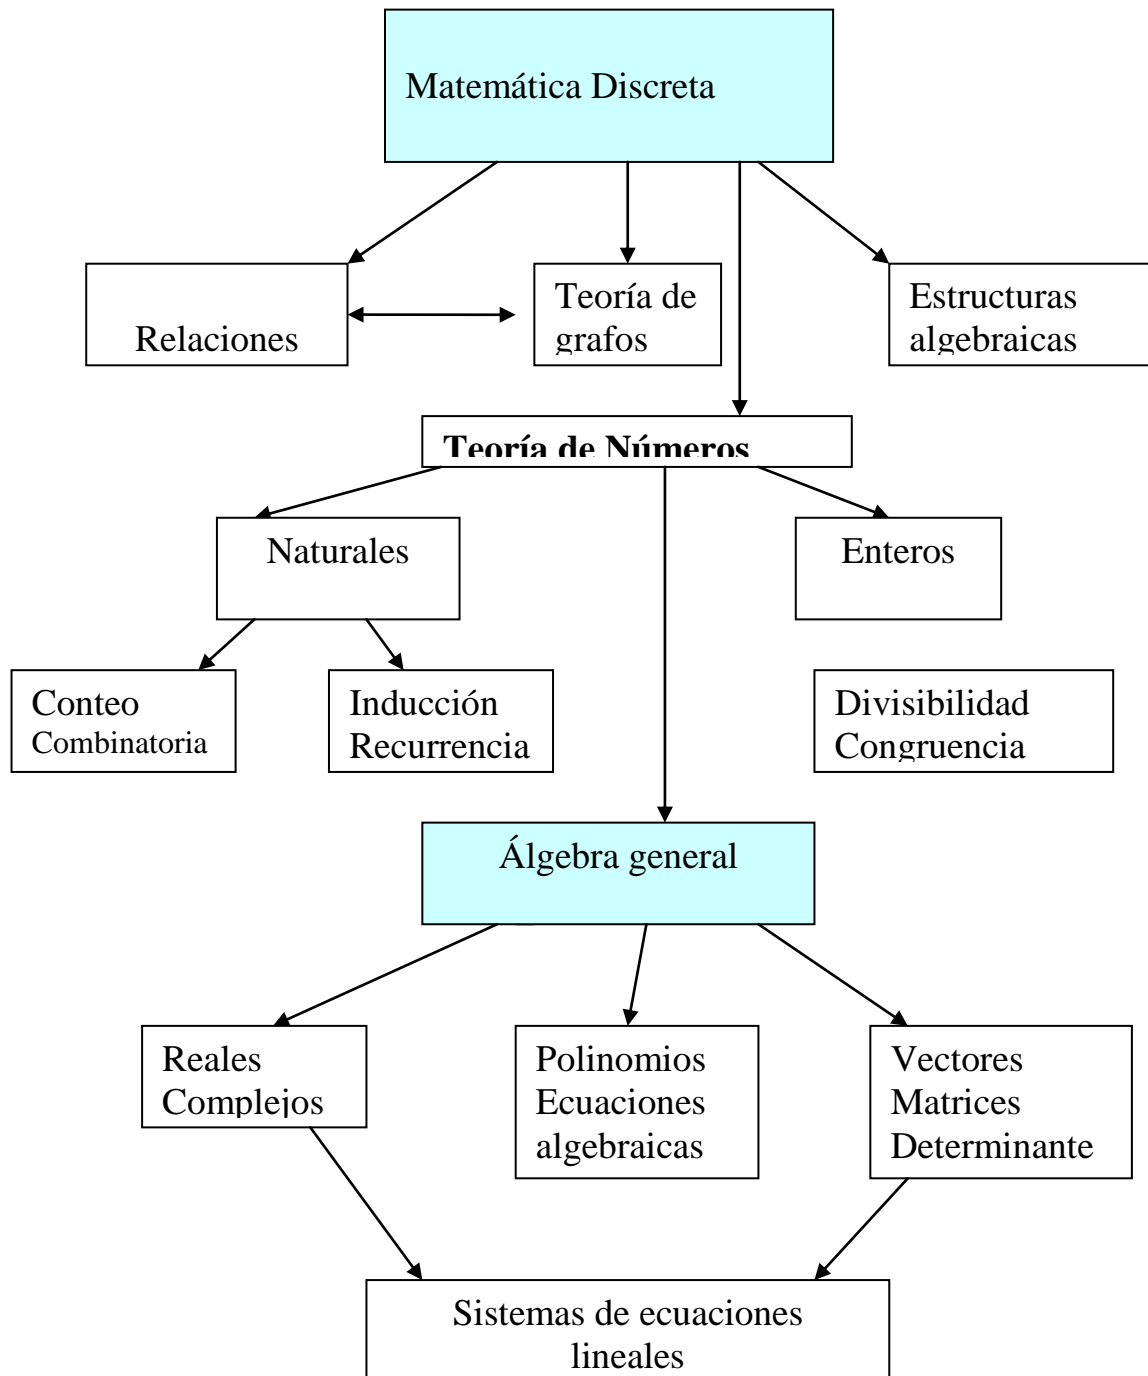 Matemática Discreta
Relaciones
Teoría de
grafos
Estructuras
algebraicas
Teoría de Números
Naturales
Enteros
Conteo
Combinatoria
Inducción
Recurrencia
Divisibilidad
Congruencia
Álgebra general
Reales
Complejos
Polinomios
Ecuaciones
algebraicas
Vectores
Matrices
Determinante
Sistemas de ecuaciones
lineales